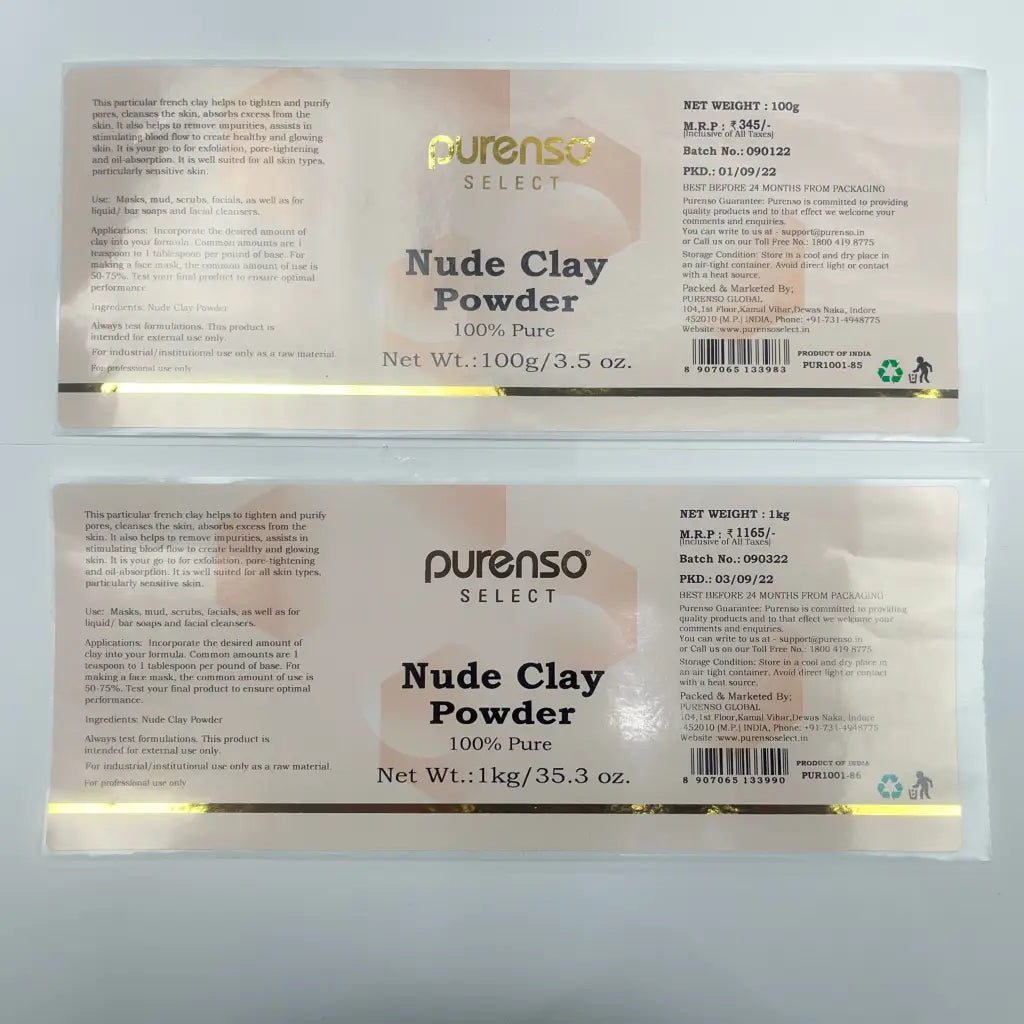 This particular french clay helps to tighten and purify
pores, cleanses the skin, absorbs excess from the
skin. It also helps to remove impurities, assists in
stimulating blood flow to create healthy and glowing
skin. It is your go-to for exfoliation, pore-tightening
and oil-absorption. It is well suited for all skin types,
particularly sensitive skin.
Use: Masks, mud, scrubs, facials, as well as for
liquid/ bar soaps and facial cleansers.
Applications: Incorporate the desired amount of
clay into your formula. Common amounts are 1
teaspoon to 1 tablespoon per pound of base. For
making a face mask, the common amount of use is
50-75%. Test your final product to ensure optimal
performance.
Ingredients: Nude Clay Powder
Always test formulations. This product is
intended for external use only.
For industrial/institutional use only as a raw material.
For professional use only
purenso®
SELECT
Nude Clay
Powder
100% Pure
Net Wt.:100g/3.5 oz.
NET WEIGHT : 100g
M.R.P : ₹ 345/-
(Inclusive of All Taxes)
Batch No.: 090122
PKD.: 01/09/22
BEST BEFORE 24 MONTHS FROM PACKAGING
Purenso Guarantee: Purenso is committed to providing
quality products and to that effect we welcome your
comments and enquiries.
You can write to us at - support@purenso.in
or Call us on our Toll Free No.: 1800 419 8775
Storage Condition: Store in a cool and dry place in
an air-tight container. Avoid direct light or contact
with a heat source.
Packed & Marketed By;
PURENSO GLOBAL
104,1st Floor,Kamal Vihar,Dewas Naka, Indore
452010 (M.P.) INDIA, Phone: +91-731-4948775
Website :www.purensoselect.in
8 907065 133983
PRODUCT OF INDIA
PUR1001-85
This particular french clay helps to tighten and purify
pores, cleanses the skin, absorbs excess from the
skin. It also helps to remove impurities, assists in
stimulating blood flow to create healthy and glowing
skin. It is your go-to for exfoliation, pore-tightening
and oil-absorption. It is well suited for all skin types,
particularly sensitive skin.
Use: Masks, mud, scrubs, facials, as well as for
liquid/ bar soaps and facial cleansers.
Applications: Incorporate the desired amount of
clay into your formula. Common amounts are 1
teaspoon to 1 tablespoon per pound of base. For
making a face mask, the common amount of use is
50-75%. Test your final product to ensure optimal
performance.
Ingredients: Nude Clay Powder
Always test formulations. This product is
intended for external use only.
For industrial/institutional use only as a raw material.
For professional use only
purenso®
SELECT
Nude Clay
Powder
100% Pure
Net Wt.:1kg/35.3 oz.
NET WEIGHT : 1kg
M.R.P : ₹ 1165/-
(Inclusive of All Taxes)
Batch No.: 090322
PKD.: 03/09/22
BEST BEFORE 24 MONTHS FROM PACKAGING
Purenso Guarantee: Purenso is committed to providing
quality products and to that effect we welcome your
comments and enquiries.
You can write to us at - support@purenso.in
or Call us on our Toll Free No.: 1800 419 8775
Storage Condition: Store in a cool and dry place in
an air-tight container. Avoid direct light or contact
with a heat source.
Packed & Marketed By;
PURENSO GLOBAL
104,1st Floor,Kamal Vihar,Dewas Naka, Indore
452010 (M.P.) INDIA, Phone: +91-731-4948775
Website :www.purensoselect.in
8 907065 133990
PRODUCT OF INDIA
PUR1001-86